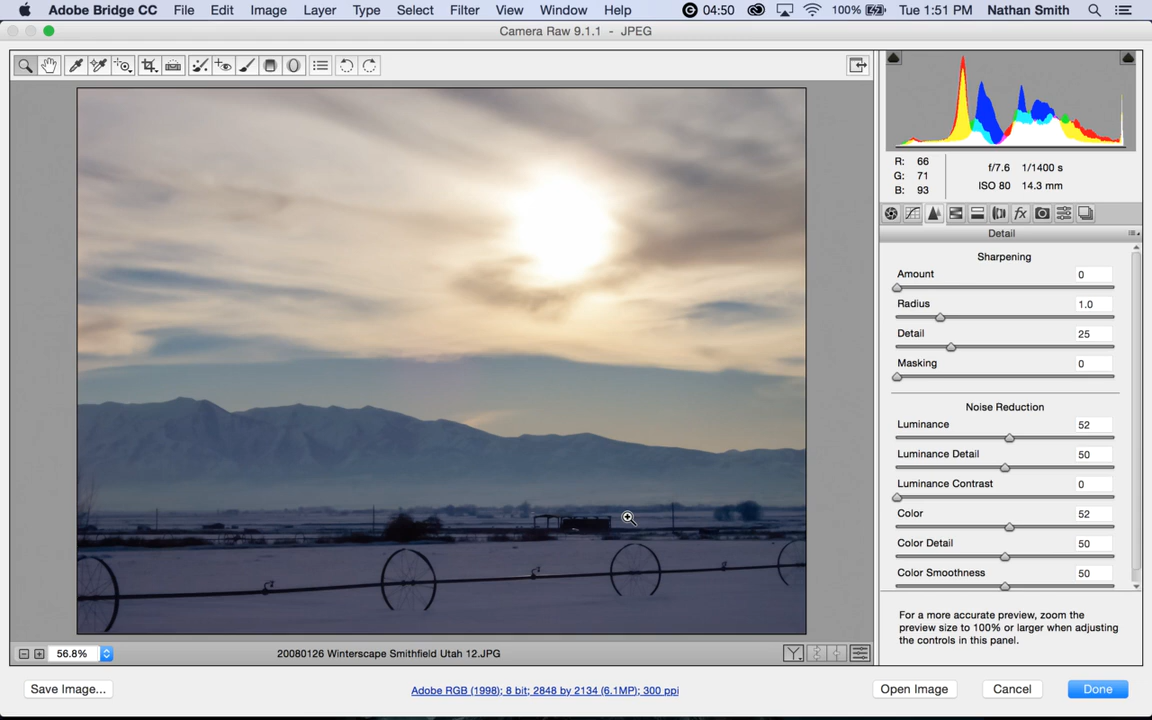 Adobe Bridge CC File Edit Image Layer Type Select Filter View Window Help 04:50 100% Tue 1:51 PM Nathan Smith
Camera Raw 9.1.1 - JPEG
R: 66
G: 71
B: 93
f/7.6 1/1400 s
ISO 80 14.3 mm
fx
Detail
Sharpening
Amount 0
Radius 1.0
Detail 25
Masking 0
Noise Reduction
Luminance 52
Luminance Detail 50
Luminance Contrast 0
Color 52
Color Detail 50
Color Smoothness 50
For a more accurate preview, zoom the
preview size to 100% or larger when adjusting
the controls in this panel.
56.8% 20080126 Winterscape Smithfield Utah 12.JPG Y
Save Image... Adobe RGB (1998); 8 bit; 2848 by 2134 (6.1MP); 300 ppi Open Image Cancel Done